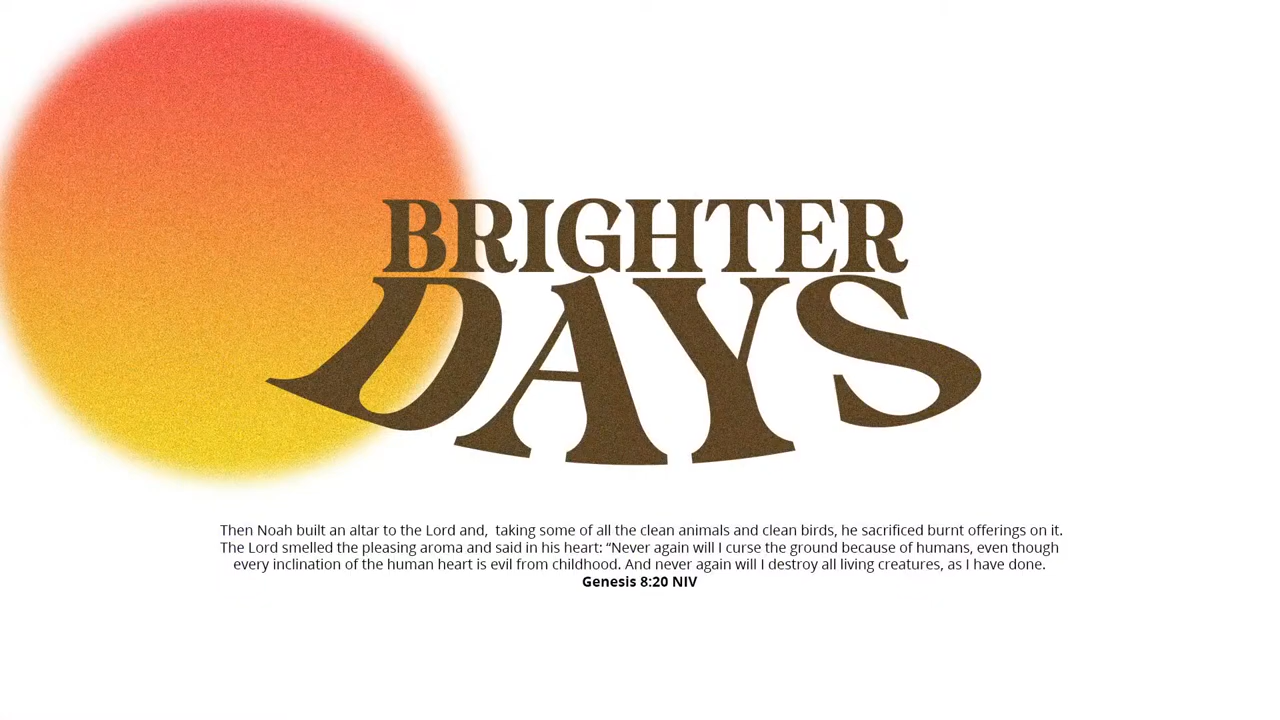 BRIGHTER
DAYS
Then Noah built an altar to the Lord and,  taking some of all the clean animals and clean birds, he sacrificed burnt offerings on it.
The Lord smelled the pleasing aroma and said in his heart: “Never again will I curse the ground because of humans, even though
every inclination of the human heart is evil from childhood. And never again will I destroy all living creatures, as I have done.
Genesis 8:20 NIV